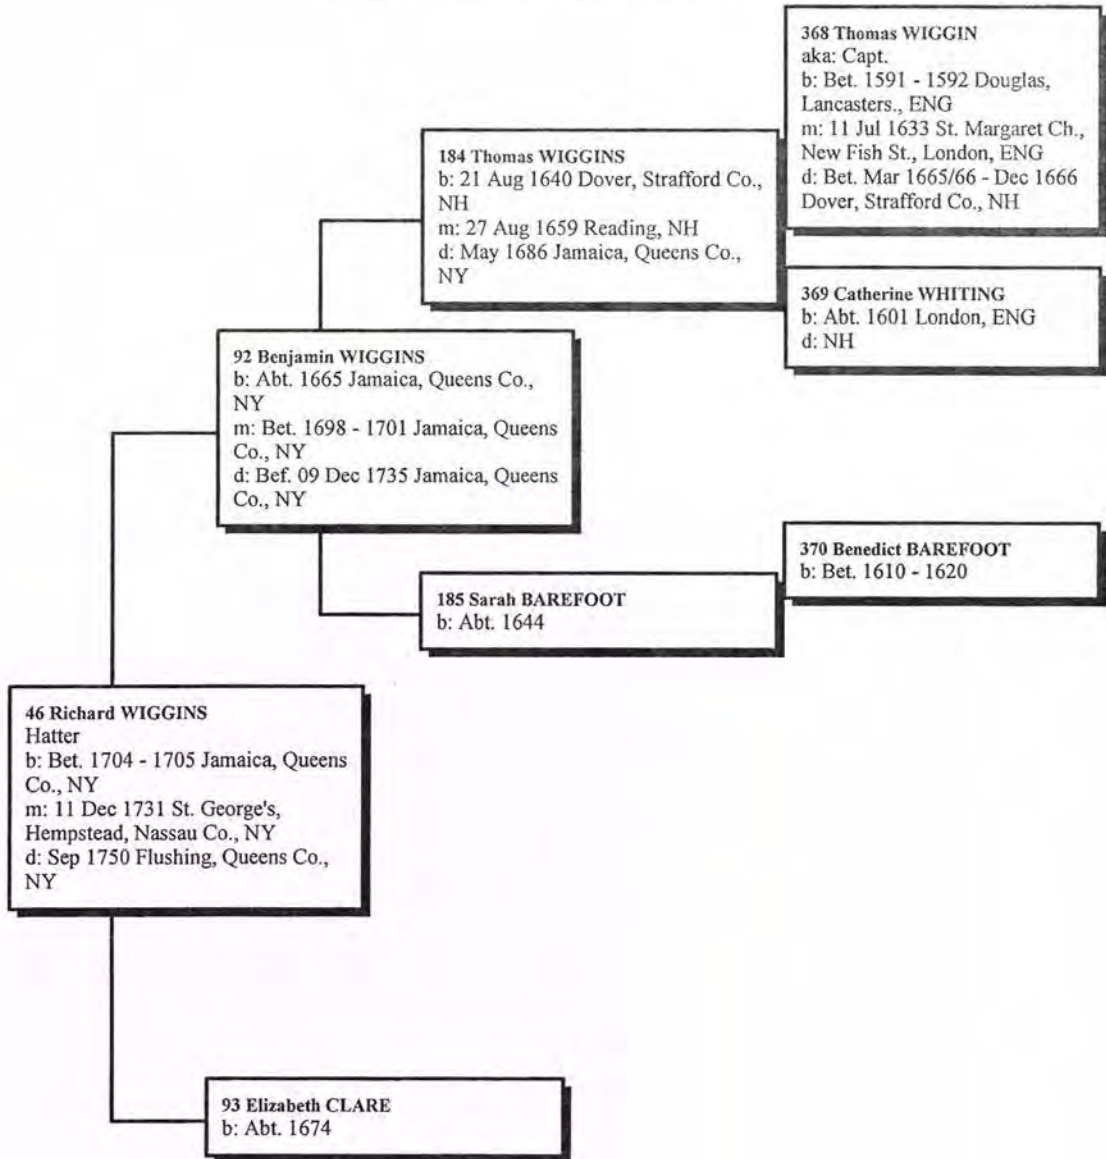 368 Thomas WIGGIN
aka: Capt.
b: Bet. 1591 - 1592 Douglas,
Lancasters., ENG
m: 11 Jul 1633 St. Margaret Ch.,
New Fish St., London, ENG
d: Bet. Mar 1665/66 - Dec 1666
Dover, Strafford Co., NH
184 Thomas WIGGINS
b: 21 Aug 1640 Dover, Strafford Co.,
NH
m: 27 Aug 1659 Reading, NH
d: May 1686 Jamaica, Queens Co.,
NY
369 Catherine WHITING
b: Abt. 1601 London, ENG
d: NH
92 Benjamin WIGGINS
b: Abt. 1665 Jamaica, Queens Co.,
NY
m: Bet. 1698 - 1701 Jamaica, Queens
Co., NY
d: Bef. 09 Dec 1735 Jamaica, Queens
Co., NY
370 Benedict BAREFOOT
b: Bet. 1610 - 1620
185 Sarah BAREFOOT
b: Abt. 1644
46 Richard WIGGINS
Hatter
b: Bet. 1704 - 1705 Jamaica, Queens
Co., NY
m: 11 Dec 1731 St. George's,
Hempstead, Nassau Co., NY
d: Sep 1750 Flushing, Queens Co.,
NY
93 Elizabeth CLARE
b: Abt. 1674